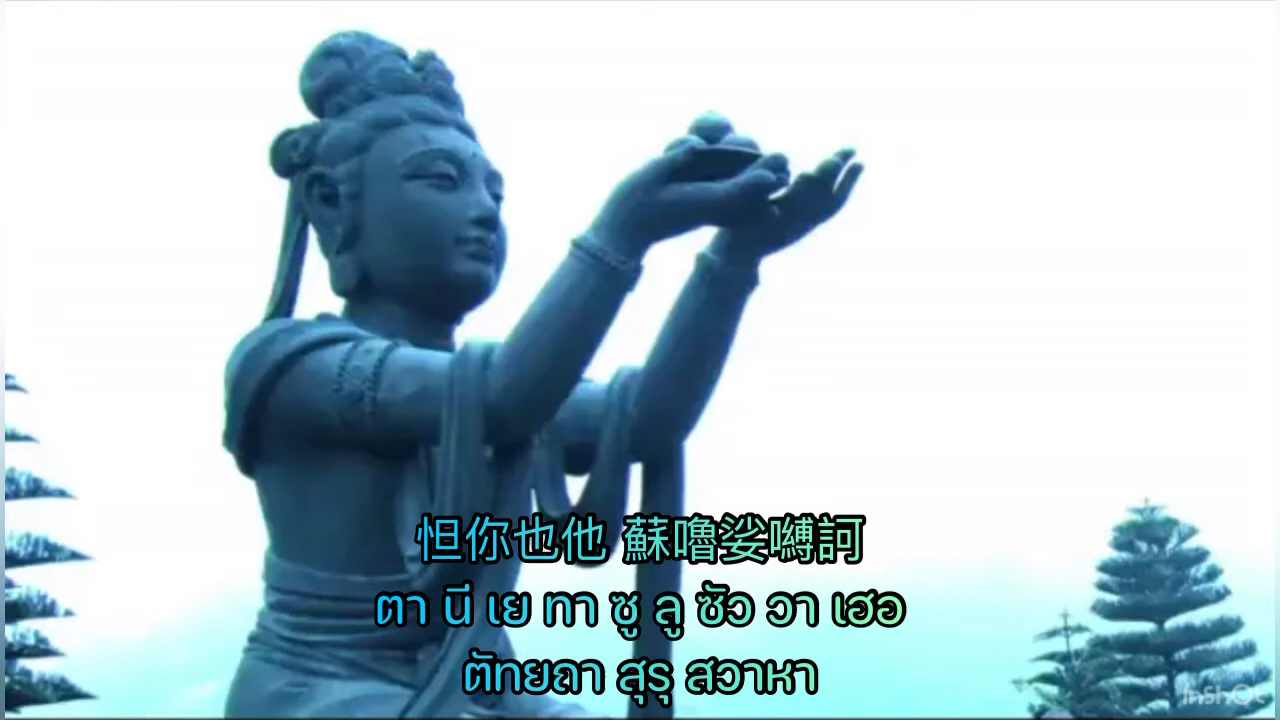 怛你也他 蘇嚕娑嚩訶
ตา นี เย ทา ซู ลู ซัว วา เฮอ
ตัทยถา สุรุ สวาหา
InShOt